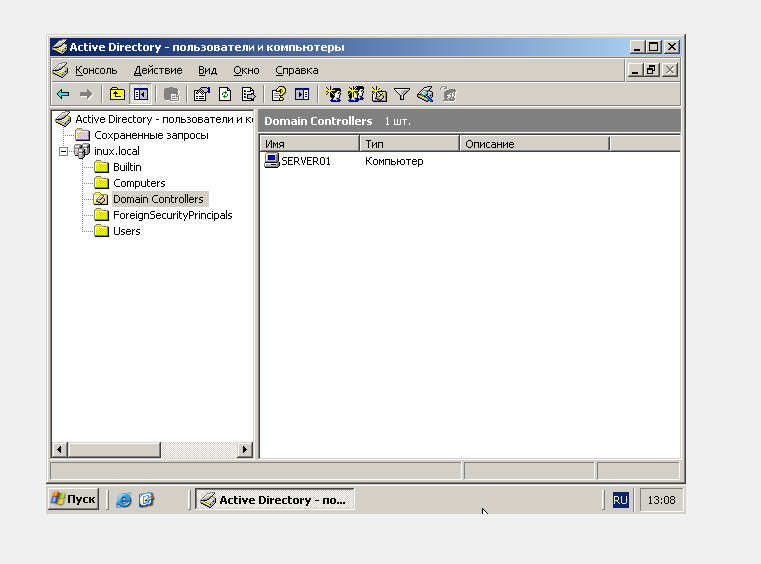 Active Directory - пользователи и компьютеры
Консоль Действие Вид Окно Справка
Active Directory - пользователи и к
Сохраненные запросы
inux.local
Builtin
Computers
Domain Controllers
ForeignSecurityPrincipals
Users
Domain Controllers 1 шт.
Имя Тип Описание
SERVER01 Компьютер
Пуск
Active Directory - по...
RU
13:08